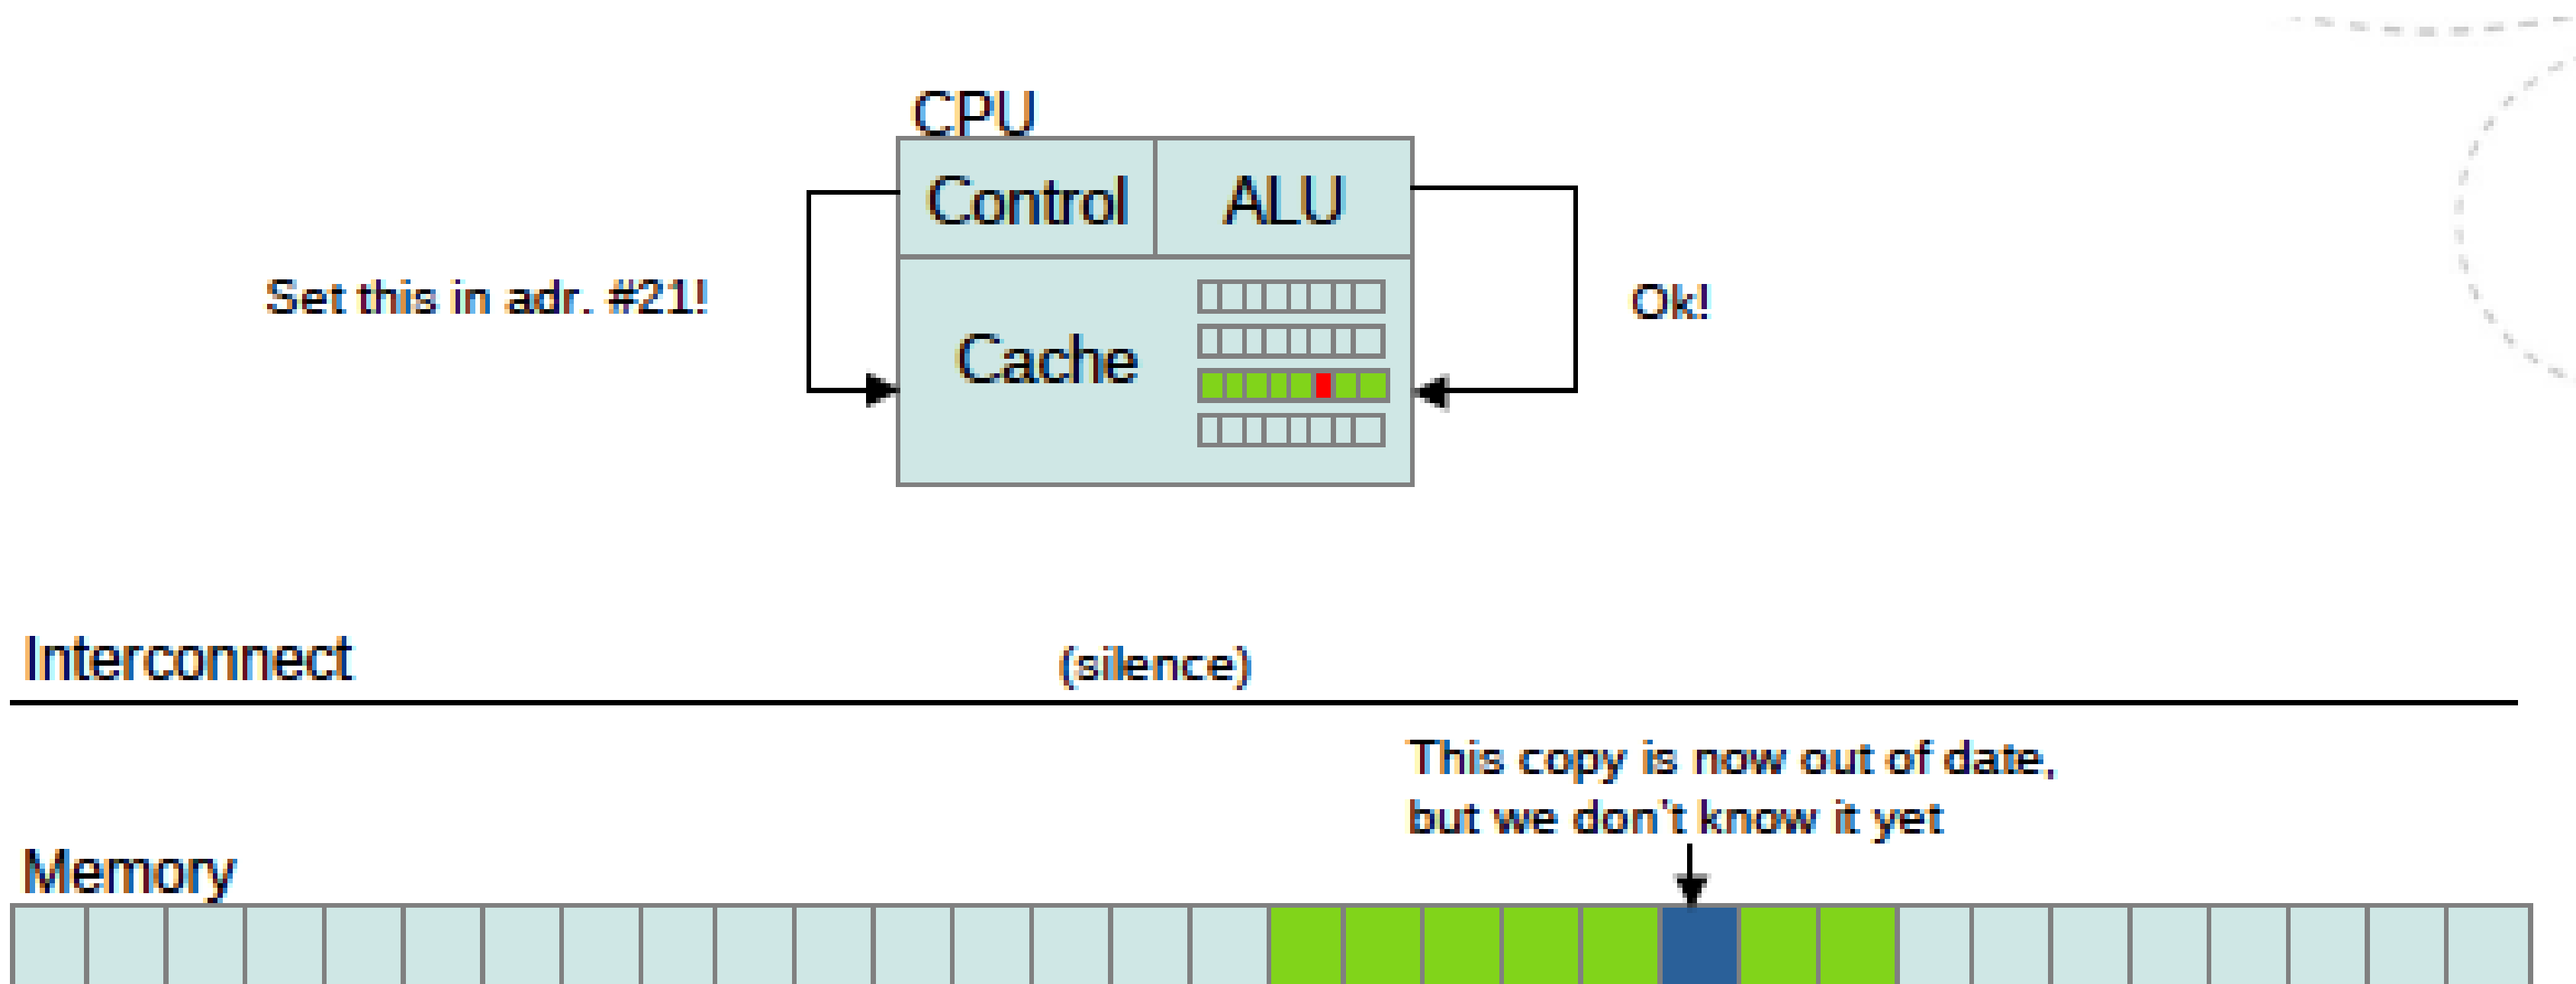 CPU
Control
ALU
Set this in adr. #21!
Ok!
Cache
Interconnect
(silence)
This copy is now out of date,
but we don't know it yet
Memory